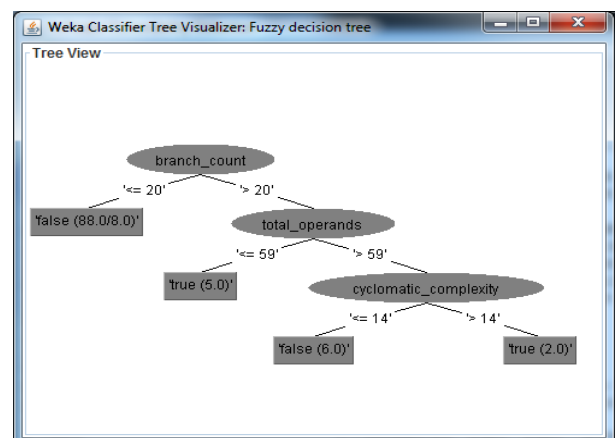 Weka Classifier Tree Visualizer: Fuzzy decision tree
Tree View
branch_count
'<= 20' '> 20'
'false (88.0/8.0)'
total_operands
'<= 59' '> 59'
'true (5.0)'
cyclomatic_complexity
'<= 14' '> 14'
'false (6.0)' 'true (2.0)'